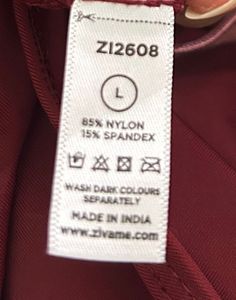 ZI2608
L
85% NYLON
15% SPANDEX
WASH DARK COLOURS
SEPARATELY
MADE IN INDIA
www.zivame.com